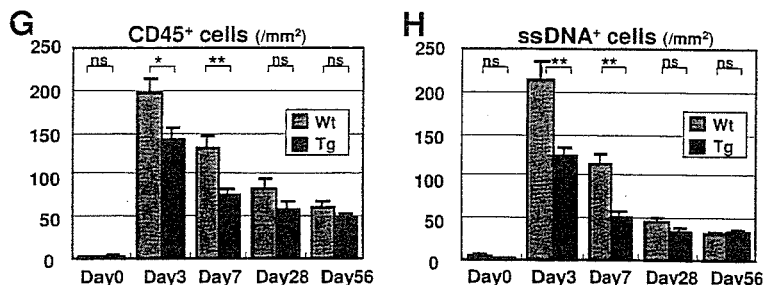 G
CD45⁺ cells (/mm²)
250
200
150
100
50
0
ns
*
**
ns
ns
Wt
Tg
Day0 Day3 Day7 Day28 Day56
H
ssDNA⁺ cells (/mm²)
250
200
150
100
50
0
ns
**
**
ns
ns
Wt
Tg
Day0 Day3 Day7 Day28 Day56